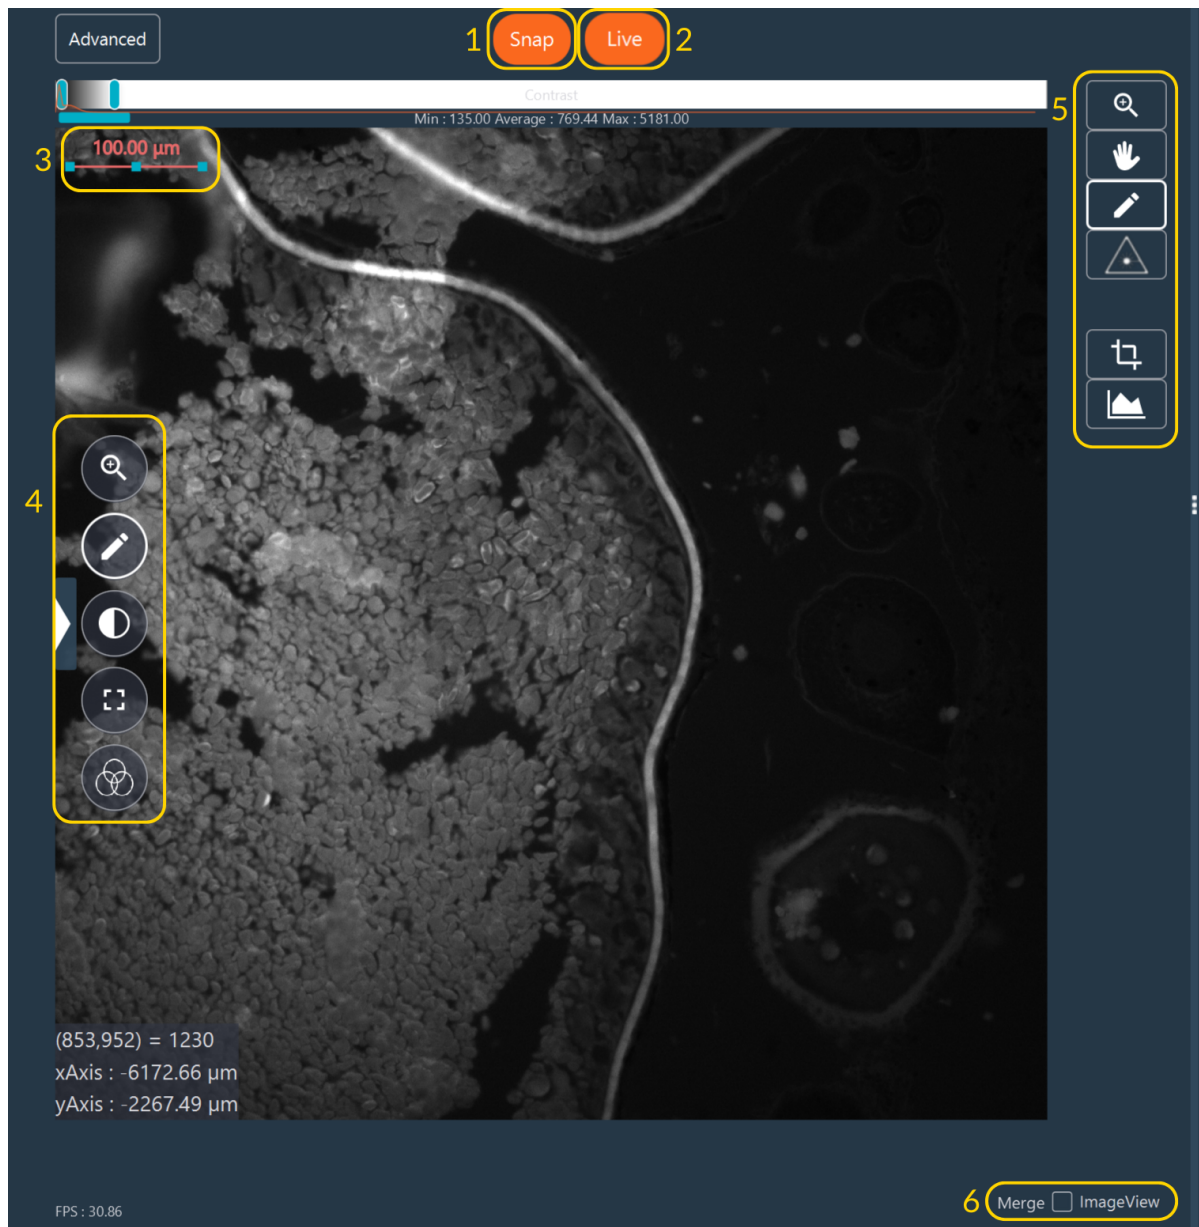 Advanced
1 Snap Live 2
Contrast
5
Min : 135.00 Average : 769.44 Max : 5181.00
3 100.00 µm
4
(853,952) = 1230
xAxis : -6172.66 µm
yAxis : -2267.49 µm
6 Merge ImageView
FPS : 30.86